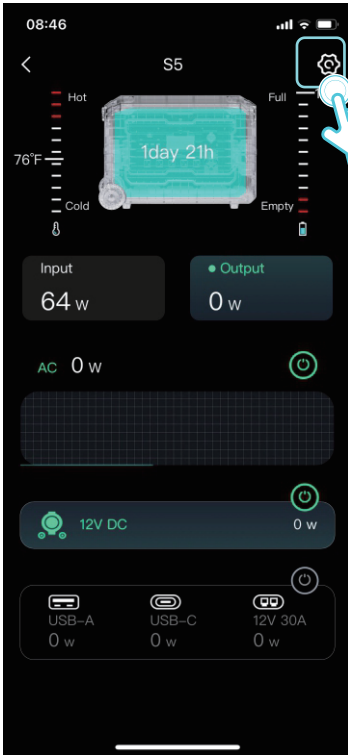 08:46
S5
Hot
Full
76°F
1day 21h
Cold
Empty
Input
Output
64 w
0 w
AC 0 w
12V DC
0 w
USB-A
USB-C
12V 30A
0 w
0 w
0 w